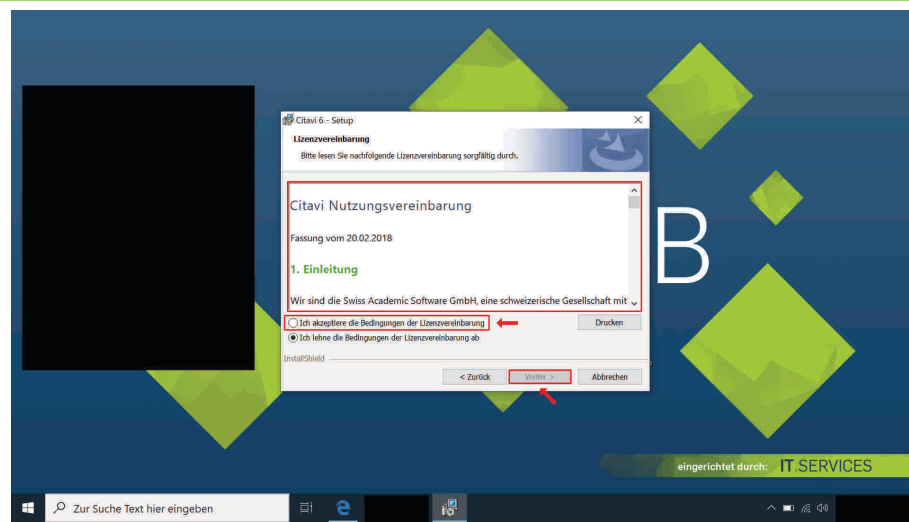 Citavi 6 - Setup
Lizenzvereinbarung
Bitte lesen Sie nachfolgende Lizenzvereinbarung sorgfältig durch.
Citavi Nutzungsvereinbarung
Fassung vom 20.02.2018
1. Einleitung
Wir sind die Swiss Academic Software GmbH, eine schweizerische Gesellschaft mit
Ich akzeptiere die Bedingungen der Lizenzvereinbarung
Drucken
Ich lehne die Bedingungen der Lizenzvereinbarung ab
InstallShield
< Zurück
Weiter >
Abbrechen
B
eingerichtet durch: IT.SERVICES
Zur Suche Text hier eingeben